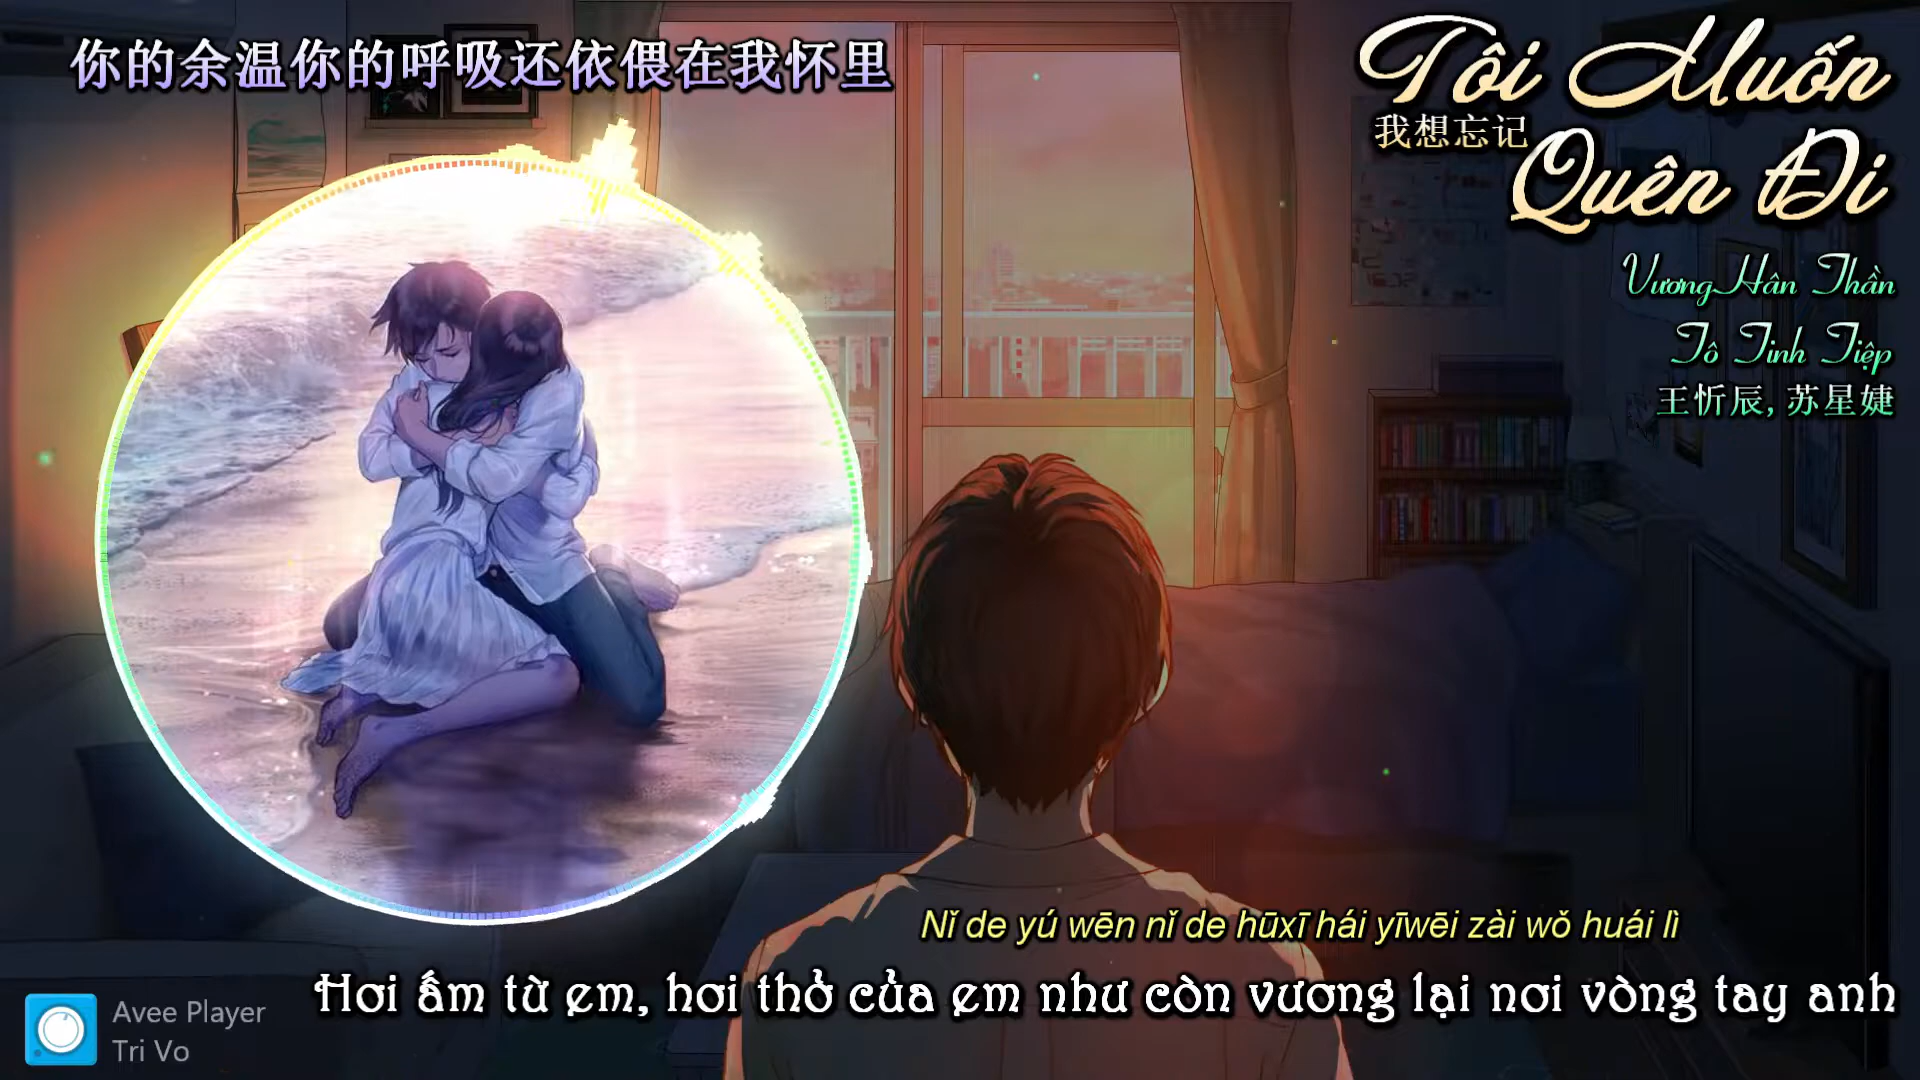 你的余温你的呼吸还依偎在我怀里
Tôi Muốn
我想忘记
Quên Đi
Vương Hân Thần
Tô Tinh Tiệp
王忻辰, 苏星婕
Nǐ de yú wēn nǐ de hūxī hái yīwēi zài wǒ huái lì
Hơi ấm từ em, hơi thở của em như còn vương lại nơi vòng tay anh
Avee Player
Tri Vo